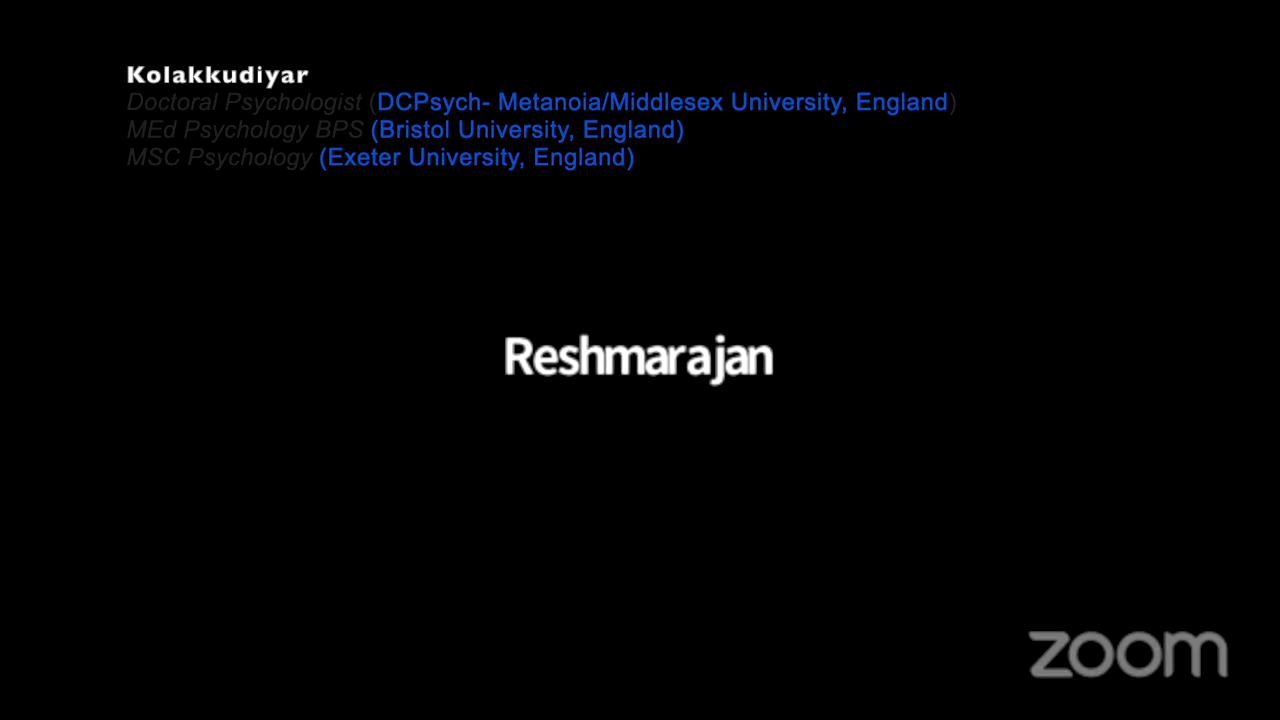 Kolakkudiyar
Doctoral Psychologist (DCPsych- Metanoia/Middlesex University, England)
MEd Psychology BPS (Bristol University, England)
MSC Psychology (Exeter University, England)
Reshmarajan
zoom